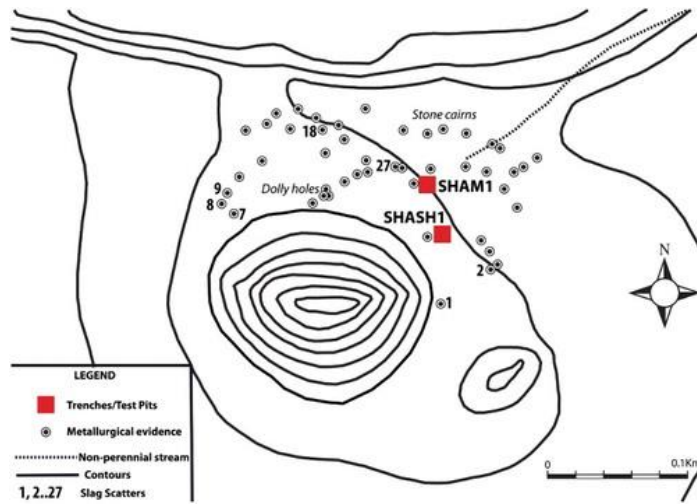 Stone cairns
18
27
Dolly holes
SHAM1
9
8
7
SHASH1
N
2
1
LEGEND
Trenches/Test Pits
Metallurgical evidence
Non-perennial stream
Contours
1, 2..27 Slag Scatters
0 0.1Km